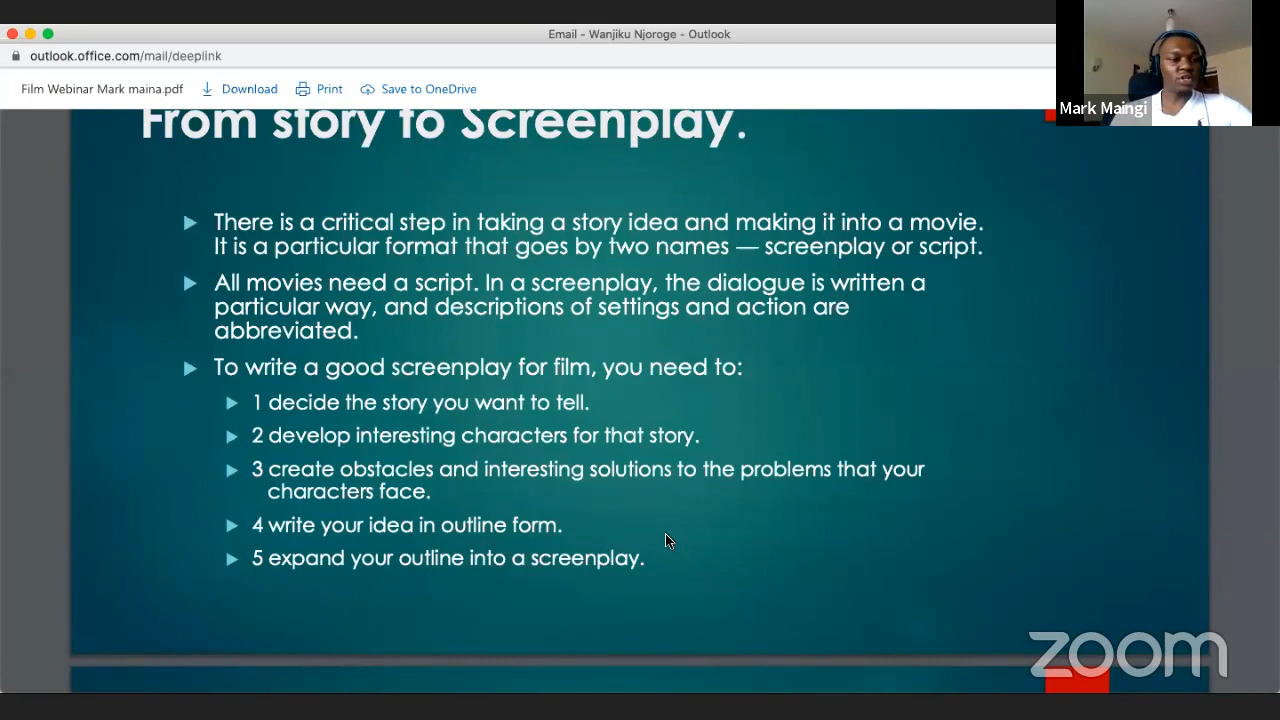 Email - Wanjiku Njoroge - Outlook
outlook.office.com/mail/deeplink
Film Webinar Mark maina.pdf Download Print Save to OneDrive
Mark Maingi
From story to Screenplay.
There is a critical step in taking a story idea and making it into a movie.
It is a particular format that goes by two names — screenplay or script.
All movies need a script. In a screenplay, the dialogue is written a
particular way, and descriptions of settings and action are
abbreviated.
To write a good screenplay for film, you need to:
1 decide the story you want to tell.
2 develop interesting characters for that story.
3 create obstacles and interesting solutions to the problems that your
characters face.
4 write your idea in outline form.
5 expand your outline into a screenplay.
zoom